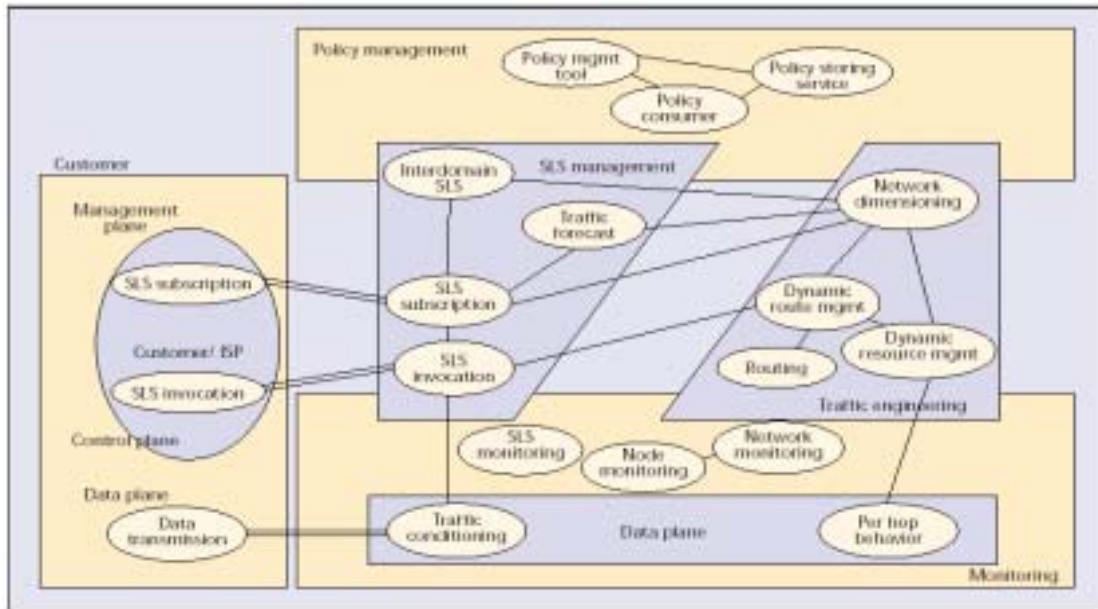 Policy management
Policy mgmt
tool
Policy storing
service
Policy
consumer
Customer
Interdomain
SLS
SLS management
Network
dimensioning
Management
plane
Traffic
forecast
SLS subscription
SLS
subscription
Dynamic
route mgmt
Customer/ ISP
SLS
invocation
Dynamic
resource mgmt
Routing
SLS invocation
Traffic engineering
Control plane
SLS
monitoring
Node
monitoring
Network
monitoring
Data plane
Data
transmission
Traffic
conditioning
Data plane
Per hop
behavior
Monitoring